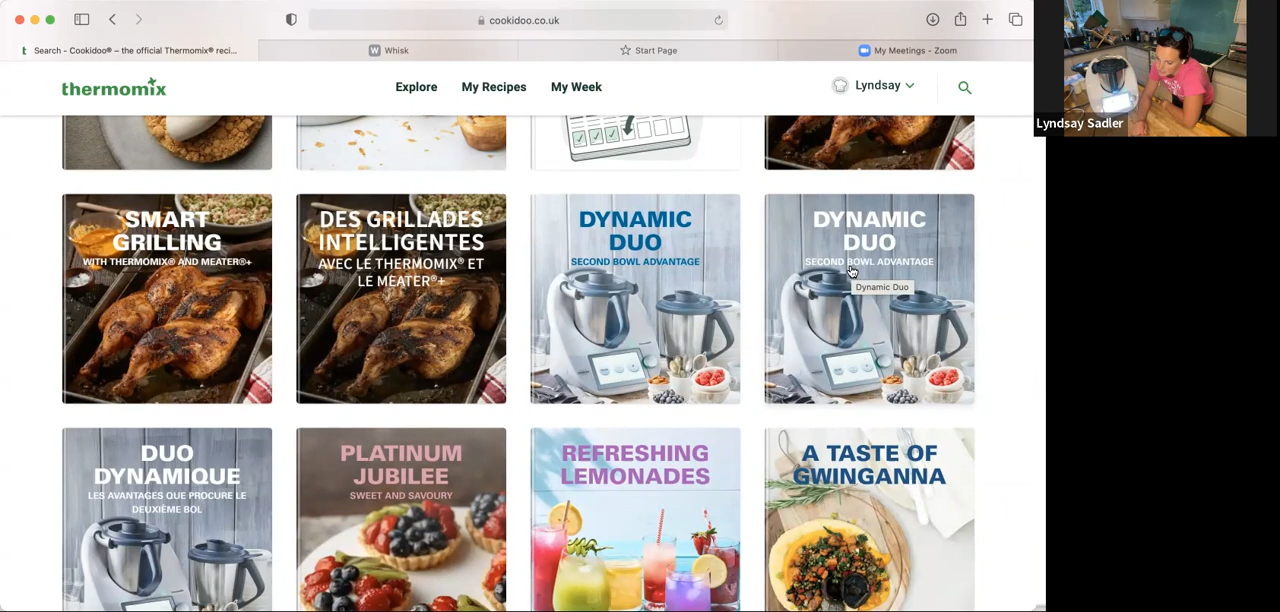 cookidoo.co.uk
t Search - Cookidoo® – the official Thermomix® reci...
W Whisk
Start Page
My Meetings - Zoom
thermomix
Explore
My Recipes
My Week
Lyndsay
Lyndsay Sadler
SMART
GRILLING
WITH THERMOMIX® AND MEATER®+
DES GRILLADES
INTELLIGENTES
AVEC LE THERMOMIX® ET
LE MEATER®+
DYNAMIC
DUO
SECOND BOWL ADVANTAGE
DYNAMIC
DUO
SECOND BOWL ADVANTAGE
Dynamic Duo
DUO
DYNAMIQUE
LES AVANTAGES QUE PROCURE LE
DEUXIÈME BOL
PLATINUM
JUBILEE
SWEET AND SAVOURY
REFRESHING
LEMONADES
A TASTE OF
GWINGANNA